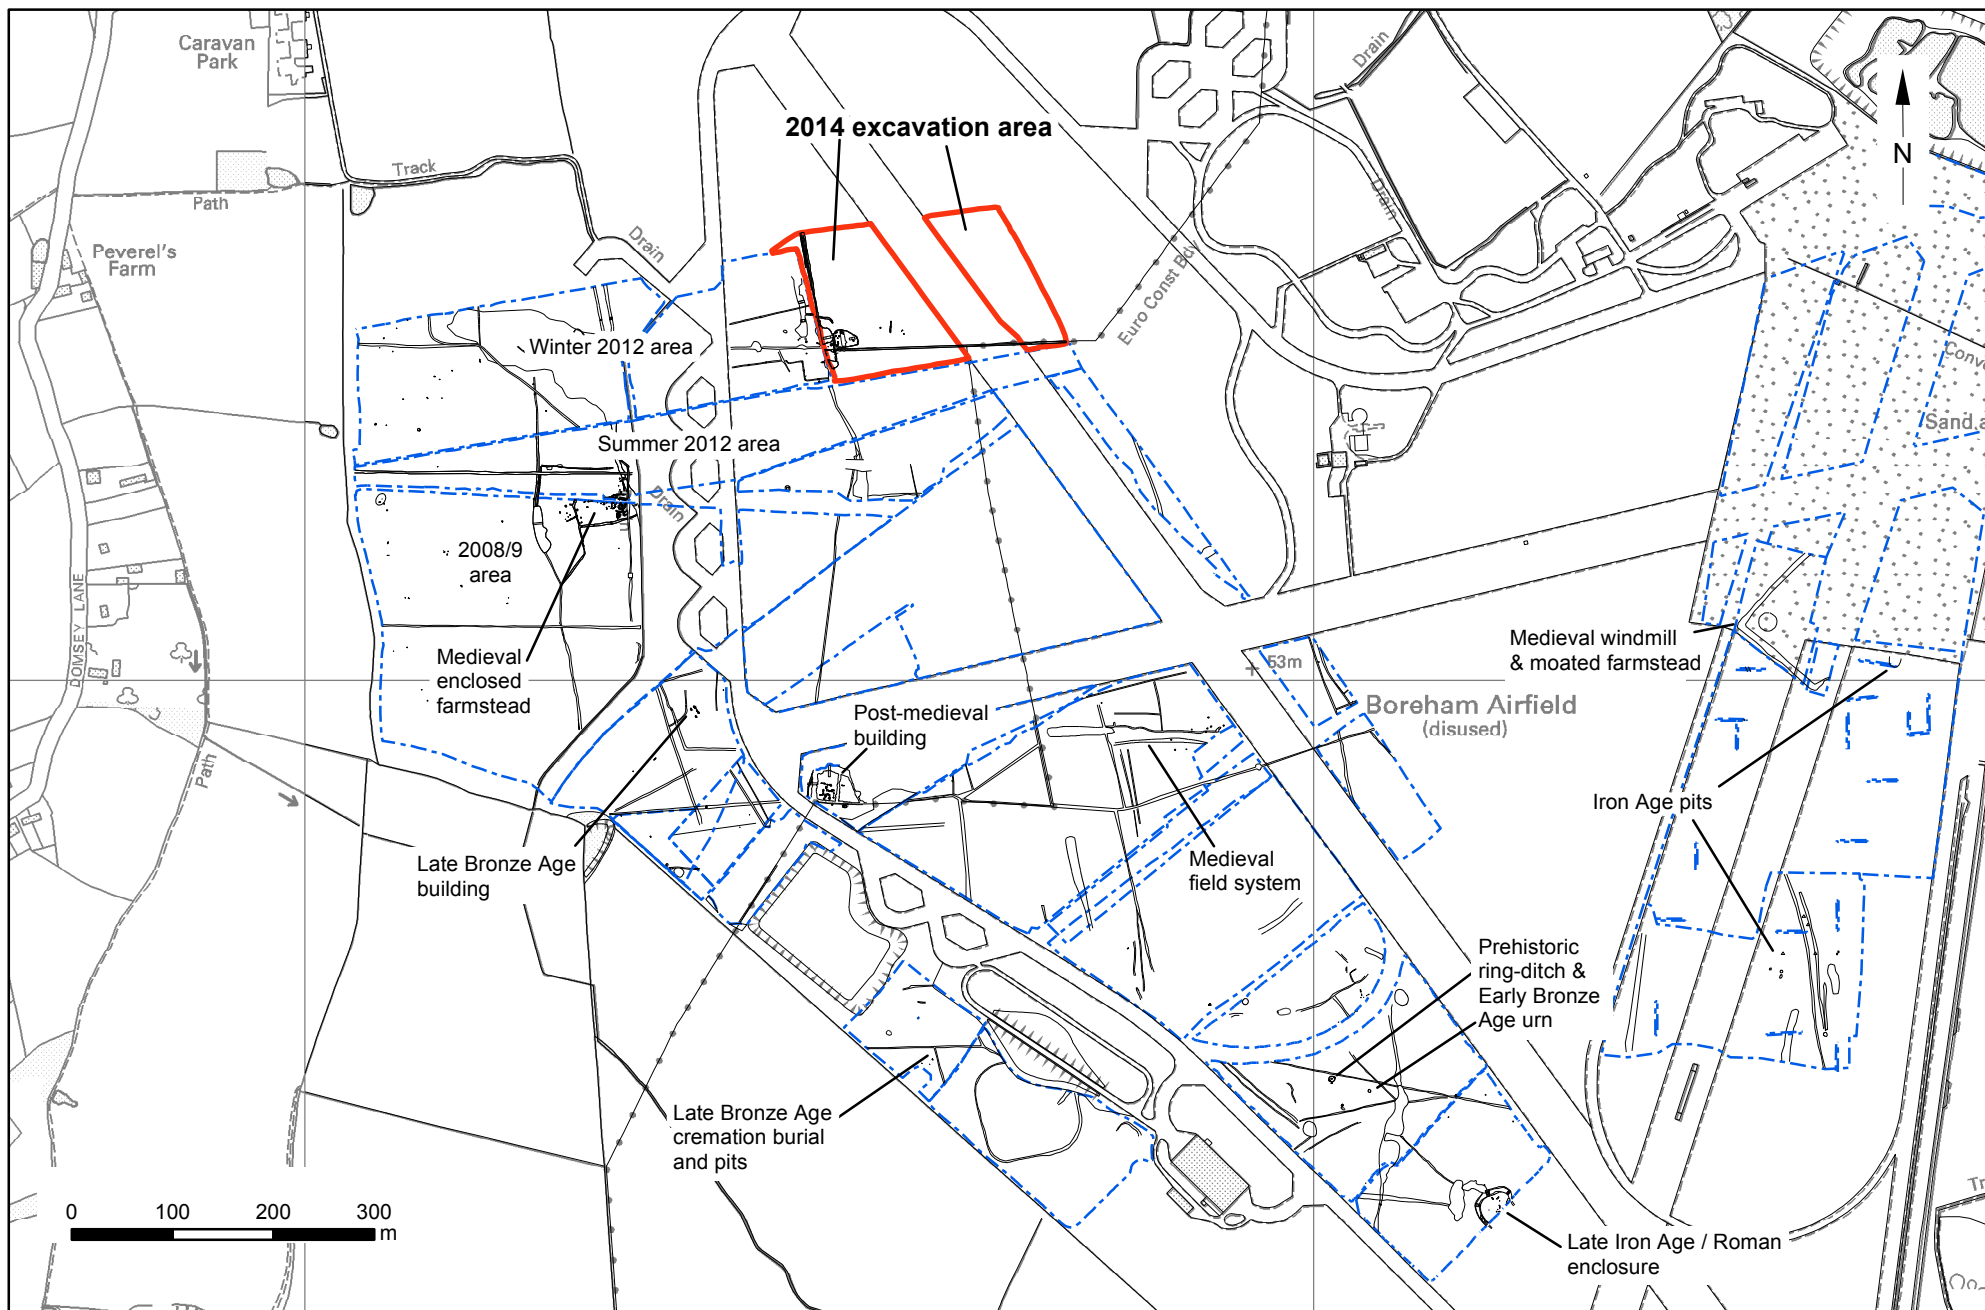 Caravan
Park
Drain
2014 excavation area
N
Track
Path
Drain
Drain
Peverel's
Farm
Euro Const Bdy
Winter 2012 area
Summer 2012 area
Sand
Drain
2008/9
area
DOMSEY LANE
Medieval
enclosed
farmstead
Medieval windmill
& moated farmstead
53m
Boreham Airfield
(disused)
Post-medieval
building
Path
Iron Age pits
Late Bronze Age
building
Medieval
field system
Prehistoric
ring-ditch &
Early Bronze
Age urn
Late Bronze Age
cremation burial
and pits
0 100 200 300
m
Late Iron Age / Roman
enclosure